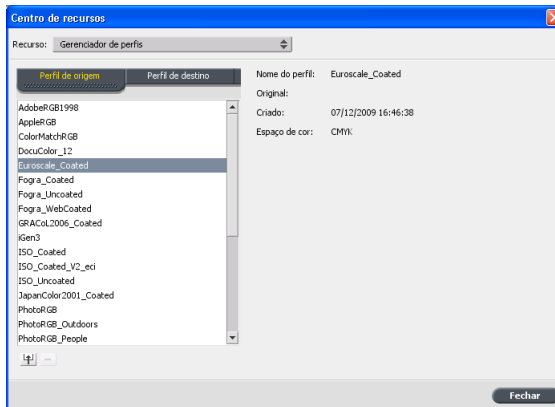 Centro de recursos
Recurso: Gerenciador de perfis
Perfil de origem Perfil de destino
AdobeRGB1998
AppleRGB
ColorMatchRGB
DocuColor_12
Euroscale_Coated
Fogra_Coated
Fogra_Uncoated
Fogra_WebCoated
GRACoL2006_Coated
iGen3
ISO_Coated
ISO_Coated_V2_eci
ISO_Uncoated
JapanColor2001_Coated
PhotoRGB
PhotoRGB_Outdoors
PhotoRGB_People
Nome do perfil: Euroscale_Coated
Original:
Criado: 07/12/2009 16:46:38
Espaço de cor: CMYK
Fechar